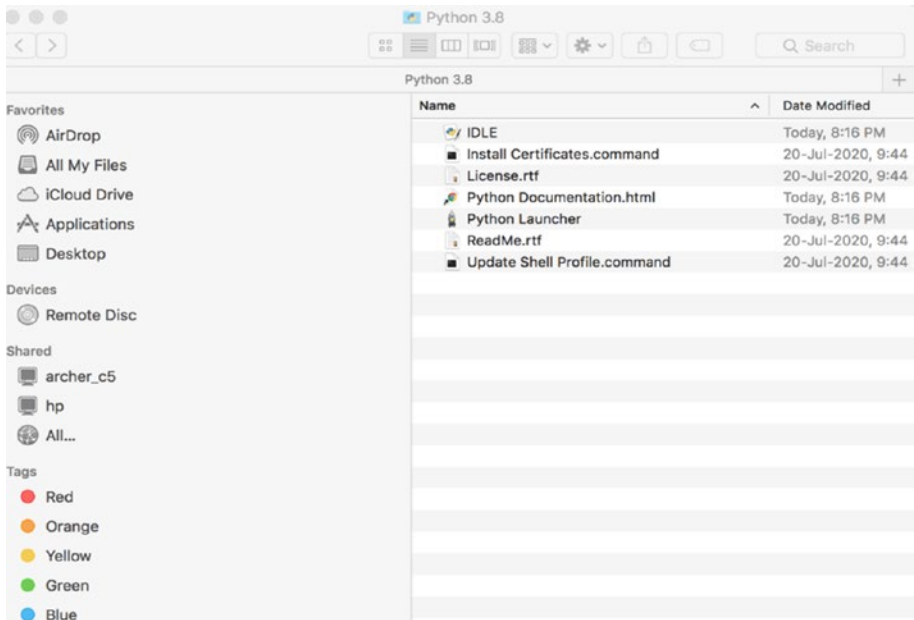 Python 3.8
Search
Python 3.8
Favorites
AirDrop
All My Files
iCloud Drive
Applications
Desktop
Devices
Remote Disc
Shared
archer_c5
hp
All...
Tags
Red
Orange
Yellow
Green
Blue
Name Date Modified
IDLE Today, 8:16 PM
Install Certificates.command 20-Jul-2020, 9:44
License.rtf 20-Jul-2020, 9:44
Python Documentation.html Today, 8:16 PM
Python Launcher Today, 8:16 PM
ReadMe.rtf 20-Jul-2020, 9:44
Update Shell Profile.command 20-Jul-2020, 9:44